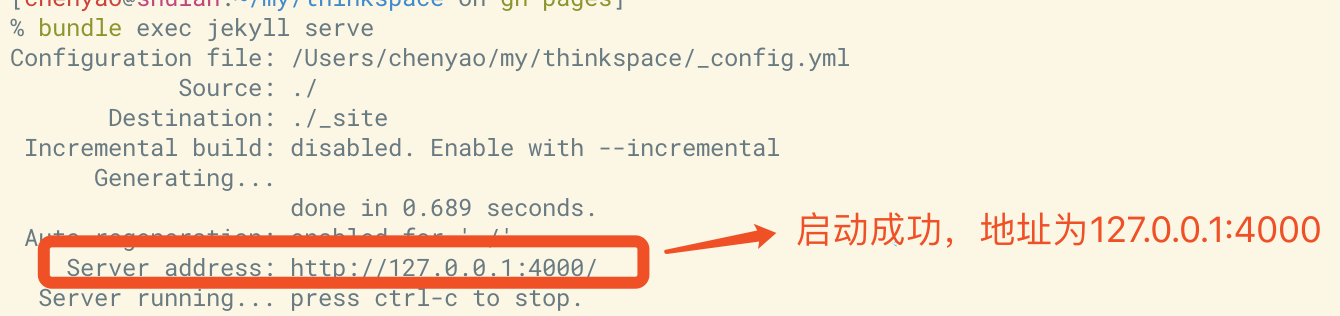 [chenyao@shuian:~/my/thinkspace on gh-pages]
% bundle exec jekyll serve
Configuration file: /Users/chenyao/my/thinkspace/_config.yml
Source: ./
Destination: ./_site
Incremental build: disabled. Enable with --incremental
Generating...
done in 0.689 seconds.
Auto-regeneration: enabled for './'
Server address: http://127.0.0.1:4000/
启动成功，地址为127.0.0.1:4000
Server running... press ctrl-c to stop.